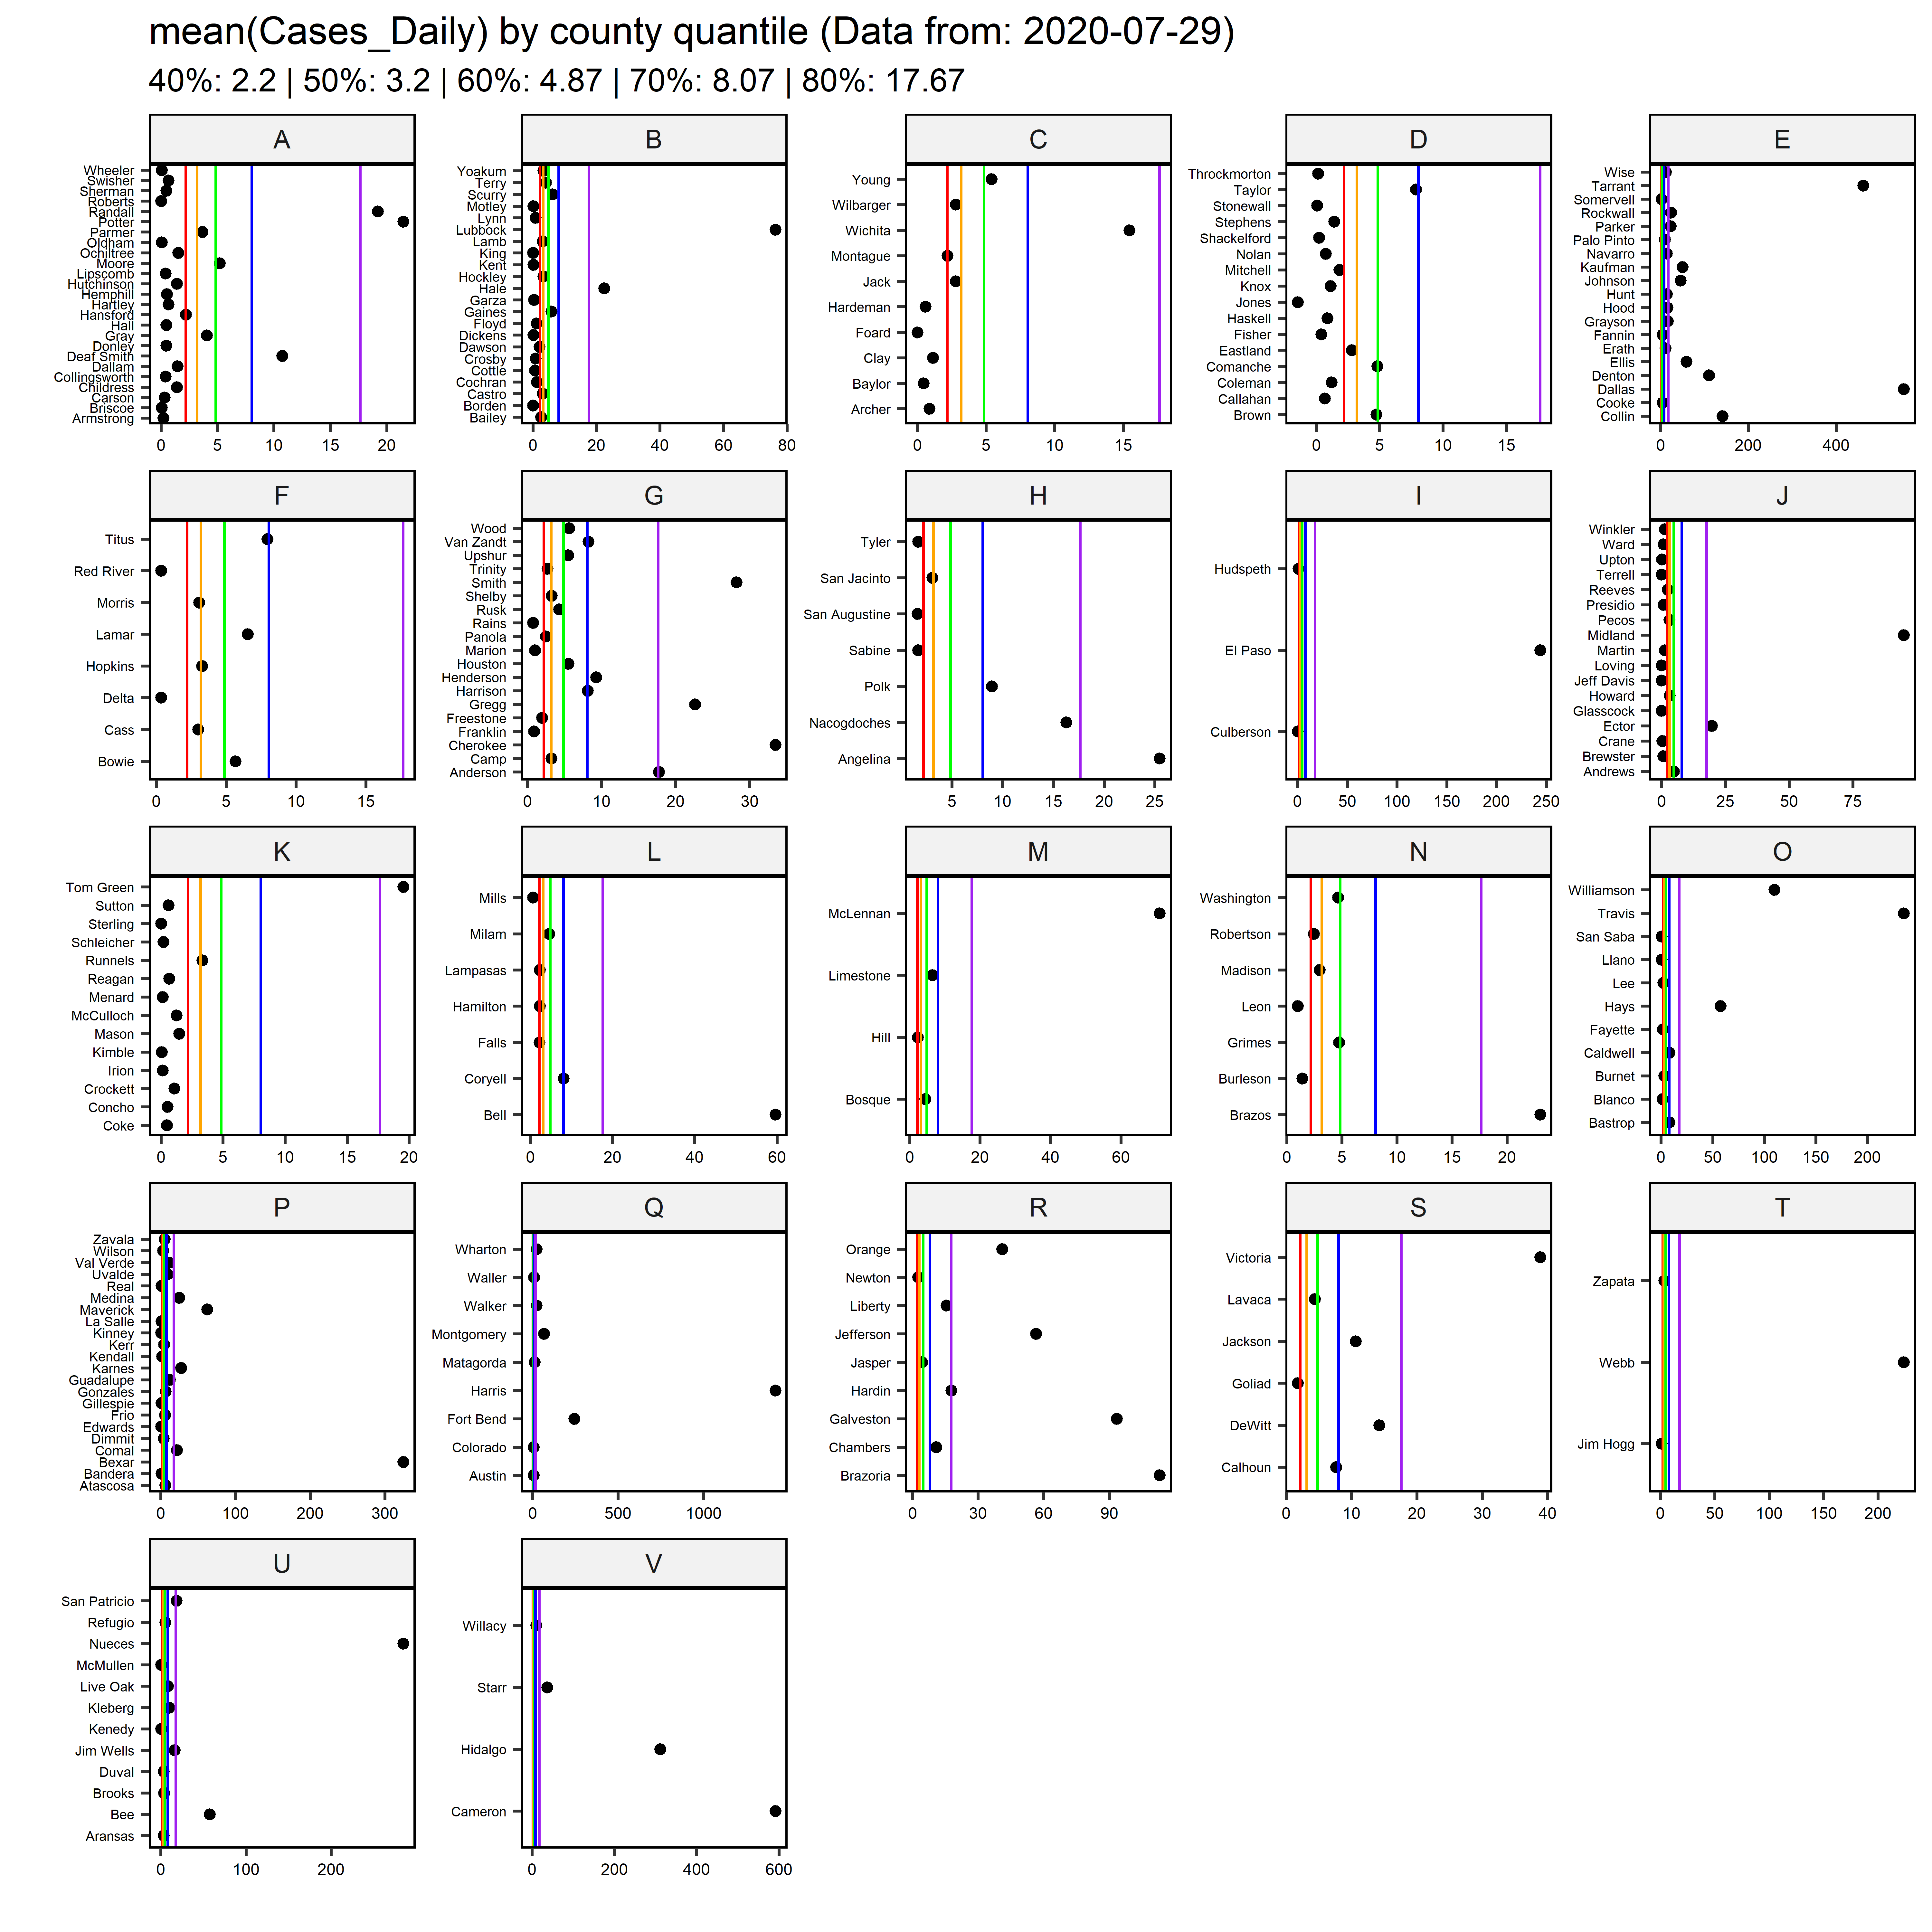 mean(Cases_Daily) by county quantile (Data from: 2020-07-29)
40%: 2.2 | 50%: 3.2 | 60%: 4.87 | 70%: 8.07 | 80%: 17.67
A
Wheeler
Swisher
Sherman
Roberts
Randall
Potter
Parmer
Oldham
Ochiltree
Moore
Lipscomb
Hutchinson
Hemphill
Hartley
Hansford
Hall
Gray
Donley
Deaf Smith
Dallam
Collingsworth
Childress
Carson
Briscoe
Armstrong
0 5 10 15 20
B
Yoakum
Terry
Scurry
Motley
Lynn
Lubbock
Lamb
King
Kent
Hockley
Hale
Garza
Gaines
Floyd
Dickens
Dawson
Crosby
Cottle
Cochran
Castro
Borden
Bailey
0 20 40 60 80
C
Young
Wilbarger
Wichita
Montague
Jack
Hardeman
Foard
Clay
Baylor
Archer
0 5 10 15
D
Throckmorton
Taylor
Stonewall
Stephens
Shackelford
Nolan
Mitchell
Knox
Jones
Haskell
Fisher
Eastland
Comanche
Coleman
Callahan
Brown
0 5 10 15
E
Wise
Tarrant
Somervell
Rockwall
Parker
Palo Pinto
Navarro
Kaufman
Johnson
Hunt
Hood
Grayson
Fannin
Erath
Ellis
Denton
Dallas
Cooke
Collin
0 200 400
F
Titus
Red River
Morris
Lamar
Hopkins
Delta
Cass
Bowie
0 5 10 15
G
Wood
Van Zandt
Upshur
Trinity
Smith
Shelby
Rusk
Rains
Panola
Marion
Houston
Henderson
Harrison
Gregg
Freestone
Franklin
Cherokee
Camp
Anderson
0 10 20 30
H
Tyler
San Jacinto
San Augustine
Sabine
Polk
Nacogdoches
Angelina
5 10 15 20 25
I
Hudspeth
El Paso
Culberson
0 50 100 150 200 250
J
Winkler
Ward
Upton
Terrell
Reeves
Presidio
Pecos
Midland
Martin
Loving
Jeff Davis
Howard
Glasscock
Ector
Crane
Brewster
Andrews
0 25 50 75
K
Tom Green
Sutton
Sterling
Schleicher
Runnels
Reagan
Menard
McCulloch
Mason
Kimble
Irion
Crockett
Concho
Coke
0 5 10 15 20
L
Mills
Milam
Lampasas
Hamilton
Falls
Coryell
Bell
0 20 40 60
M
McLennan
Limestone
Hill
Bosque
0 20 40 60
N
Washington
Robertson
Madison
Leon
Grimes
Burleson
Brazos
0 5 10 15 20
O
Williamson
Travis
San Saba
Llano
Lee
Hays
Fayette
Caldwell
Burnet
Blanco
Bastrop
0 50 100 150 200
P
Zavala
Wilson
Val Verde
Uvalde
Real
Medina
Maverick
La Salle
Kinney
Kerr
Kendall
Karnes
Guadalupe
Gonzales
Gillespie
Frio
Edwards
Dimmit
Comal
Bexar
Bandera
Atascosa
0 100 200 300
Q
Wharton
Waller
Walker
Montgomery
Matagorda
Harris
Fort Bend
Colorado
Austin
0 500 1000
R
Orange
Newton
Liberty
Jefferson
Jasper
Hardin
Galveston
Chambers
Brazoria
0 30 60 90
S
Victoria
Lavaca
Jackson
Goliad
DeWitt
Calhoun
0 10 20 30 40
T
Zapata
Webb
Jim Hogg
0 50 100 150 200
U
San Patricio
Refugio
Nueces
McMullen
Live Oak
Kleberg
Kenedy
Jim Wells
Duval
Brooks
Bee
Aransas
0 100 200
V
Willacy
Starr
Hidalgo
Cameron
0 200 400 600